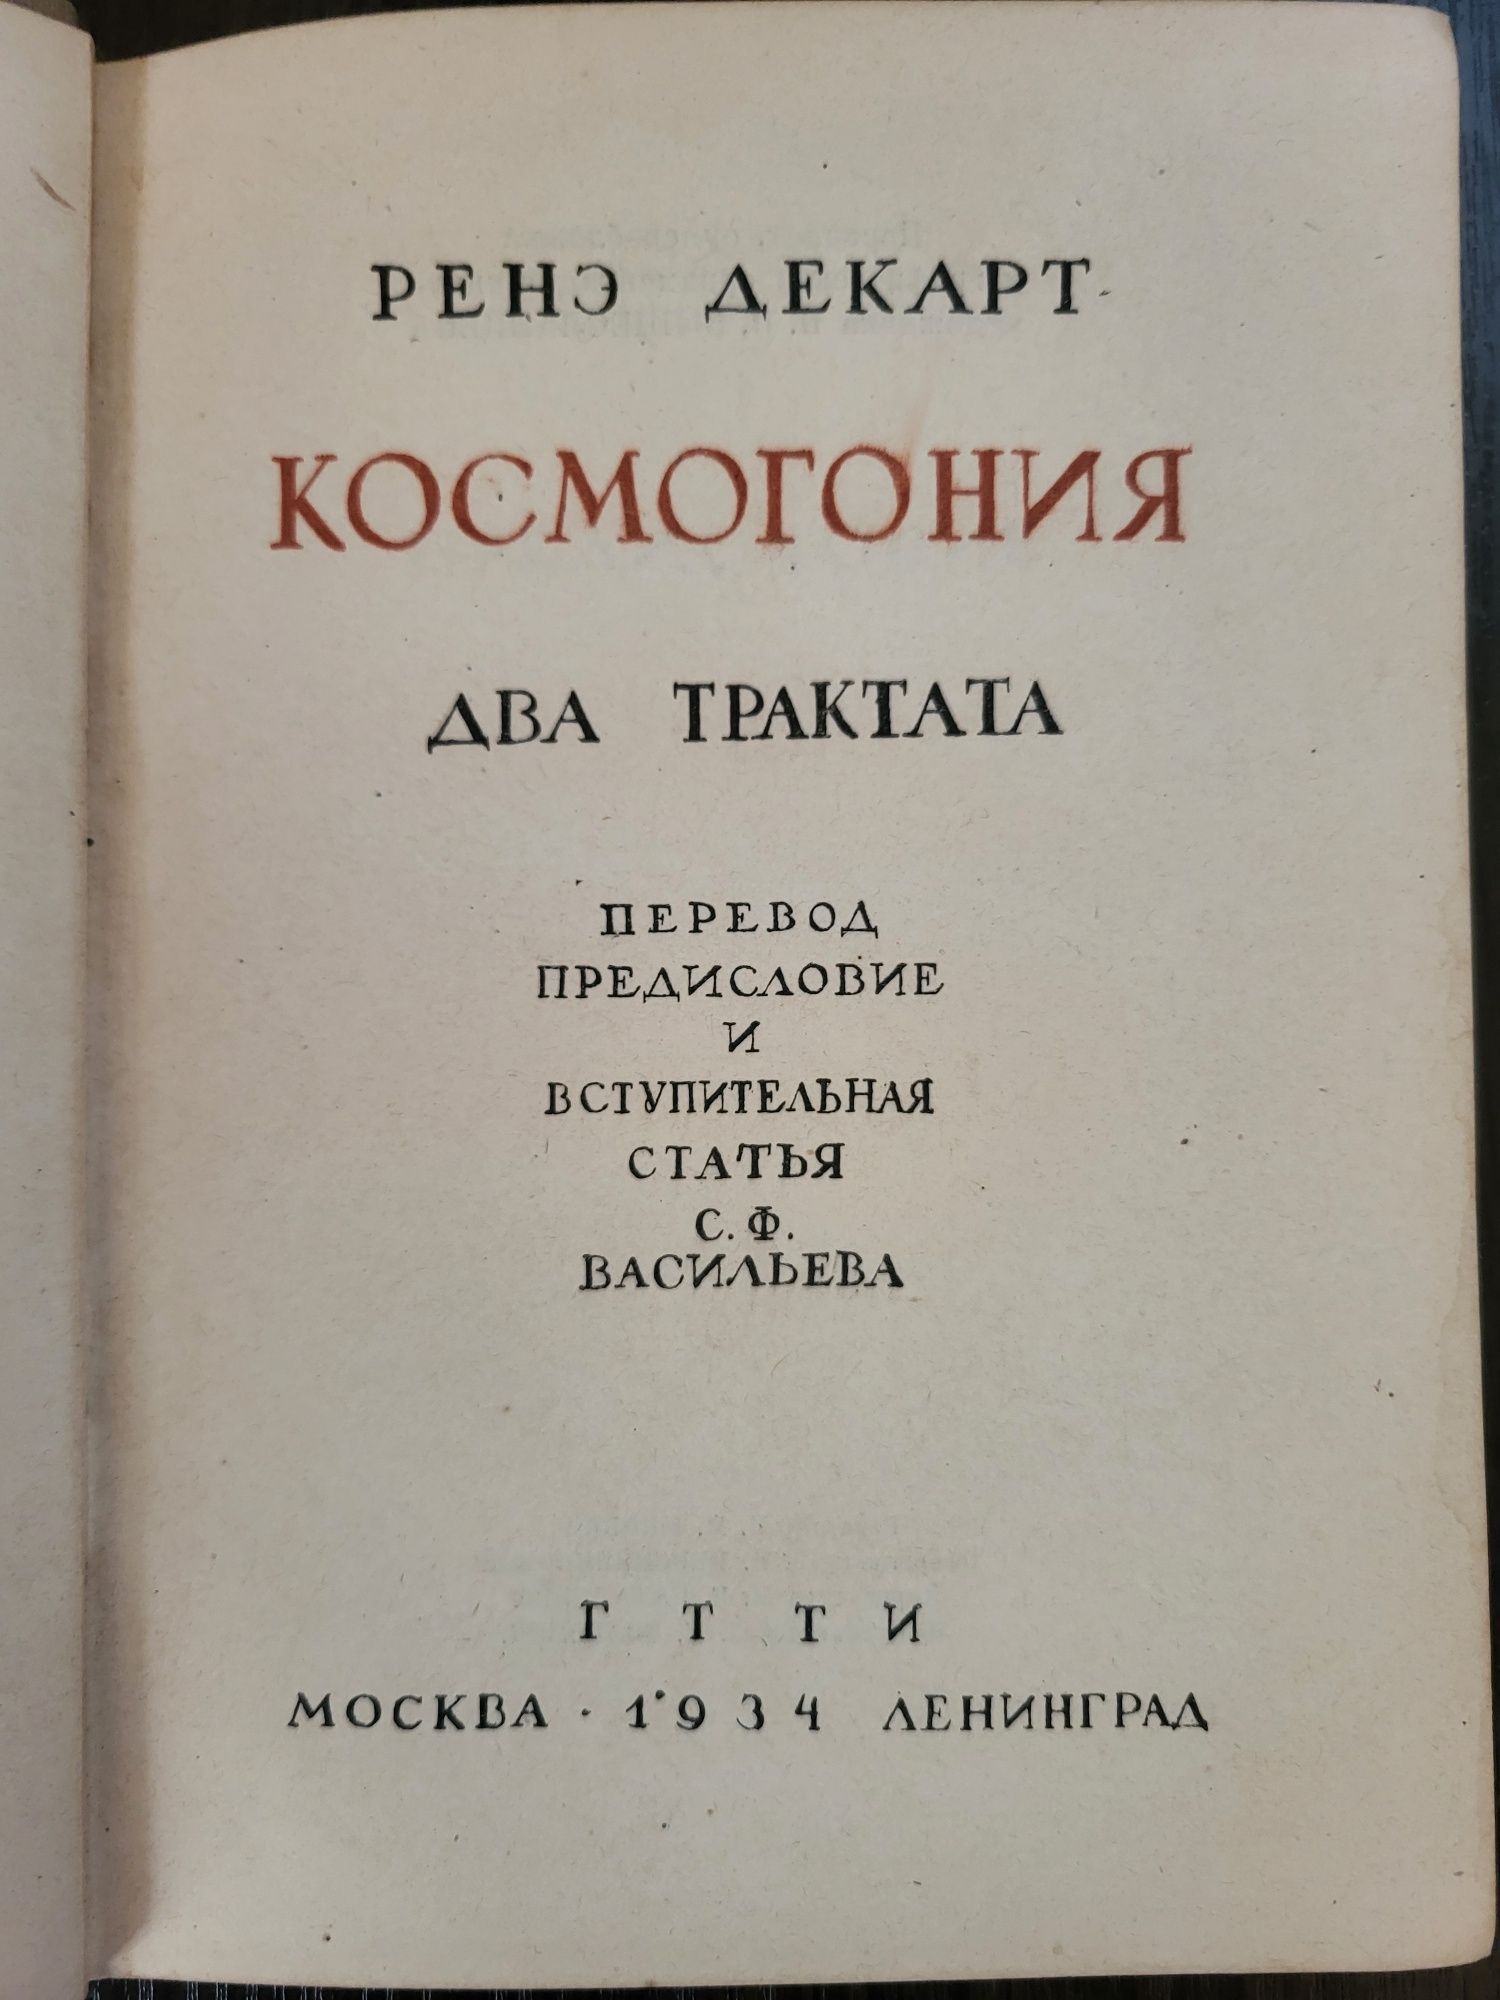 РЕНЭ ДЕКАРТ
КОСМОГОНИЯ
ДВА ТРАКТАТА
ПЕРЕВОД
ПРЕДИСЛОВИЕ
И
ВСТУПИТЕЛЬНАЯ
СТАТЬЯ
С. Ф.
ВАСИЛЬЕВА
Г Т Т И
МОСКВА · 1934 ЛЕНИНГРАД